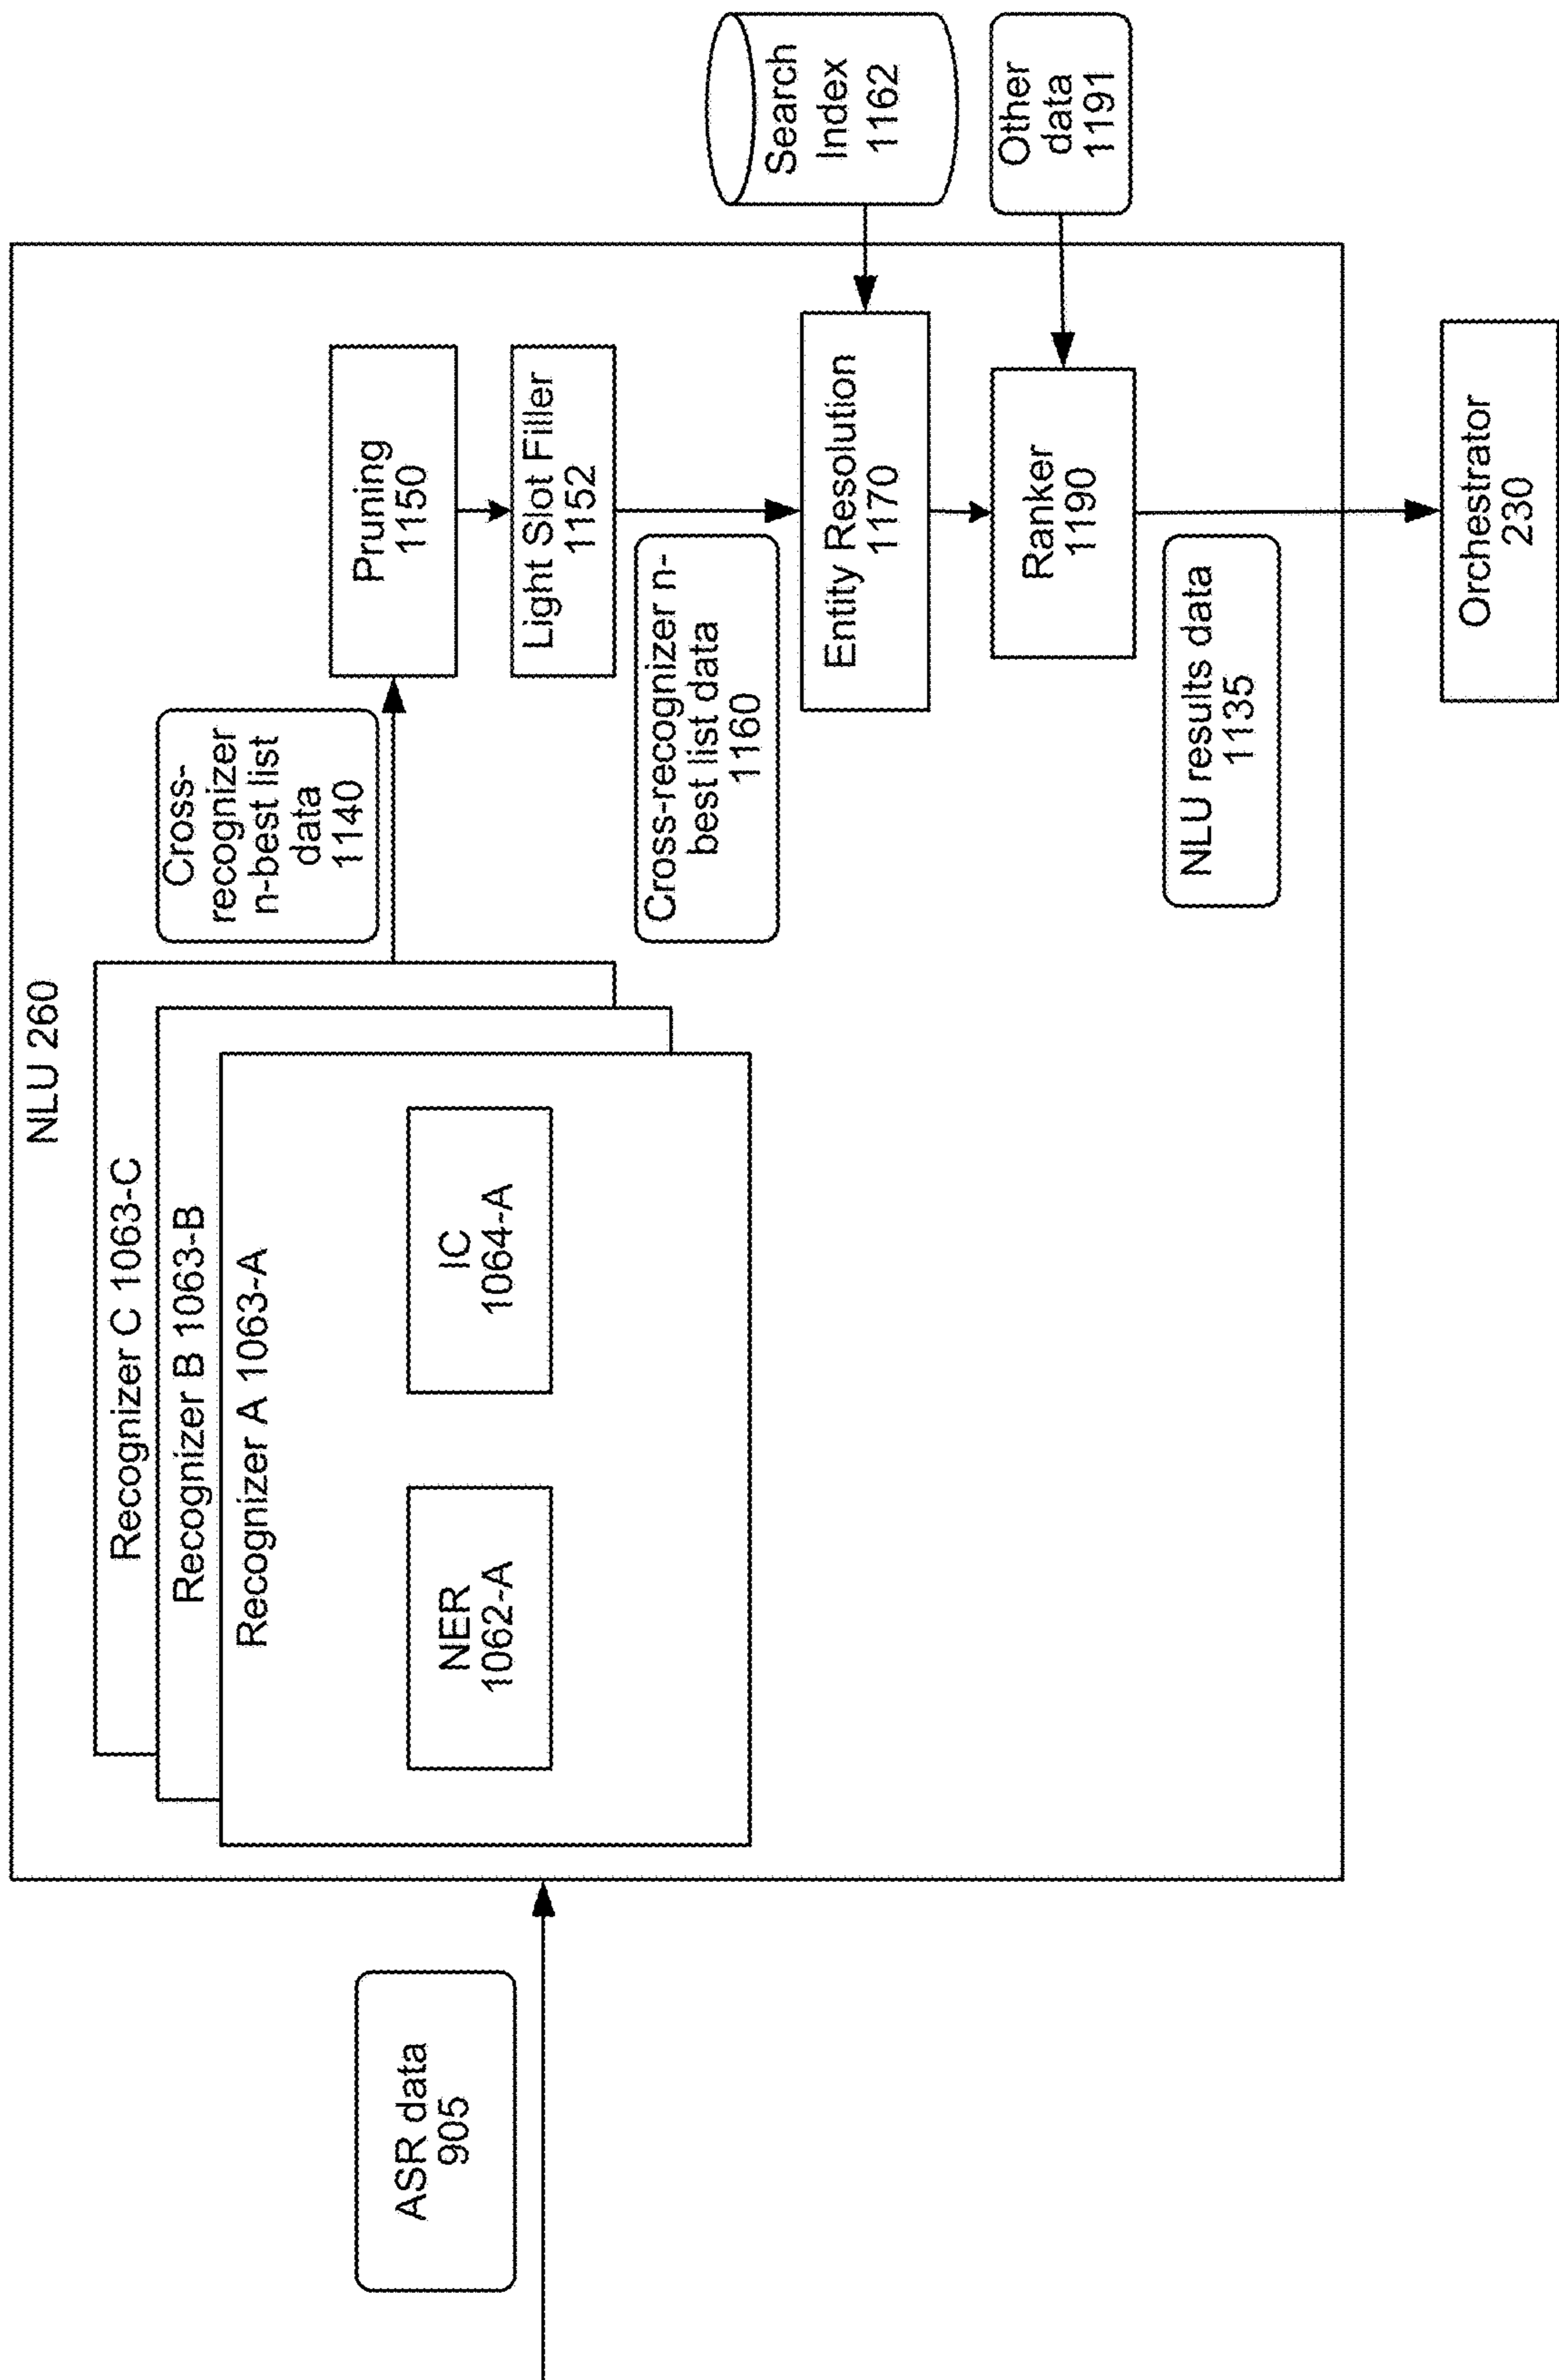 NLU 260
Recognizer C 1063-C
Recognizer B 1063-B
Recognizer A 1063-A
NER
1062-A
IC
1064-A
ASR data
905
Cross-
recognizer
n-best list
data
1140
Pruning
1150
Light Slot Filler
1152
Cross-recognizer n-
best list data
1160
Entity Resolution
1170
Search
Index
1162
Ranker
1190
Other
data
1191
NLU results data
1135
Orchestrator
230